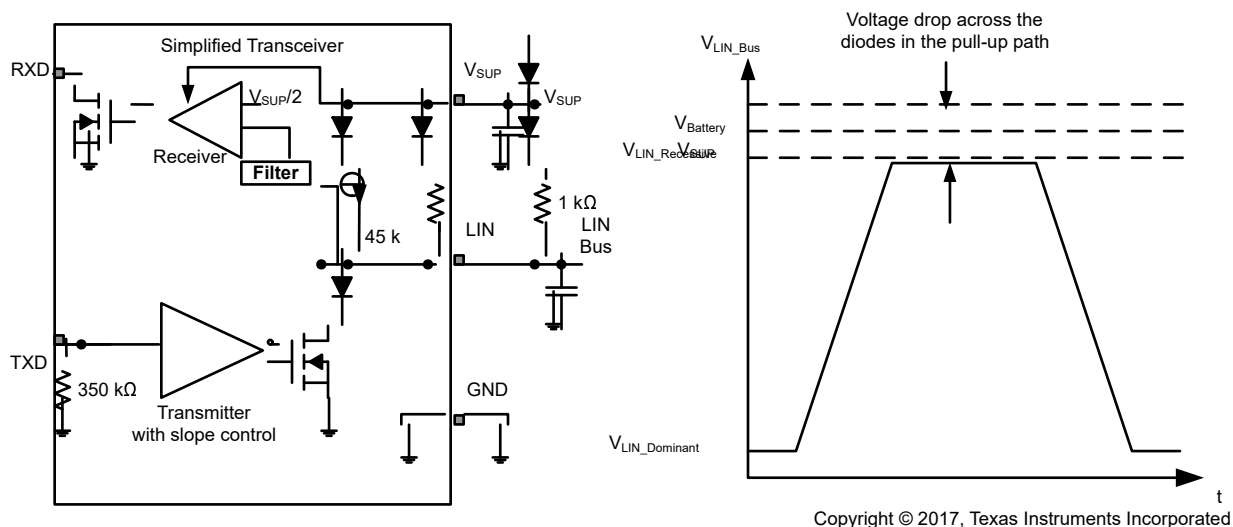 Simplified Transceiver
RXD
VSUP/2
Receiver
Filter
VSUP
VSUP
45 k
1 kΩ
LIN
LIN
Bus
TXD
350 kΩ
Transmitter
with slope control
GND
Voltage drop across the
diodes in the pull-up path
VLIN_Bus
VBattery
VSUP
VLIN_Recessive
VLIN_Dominant
t
Copyright © 2017, Texas Instruments Incorporated